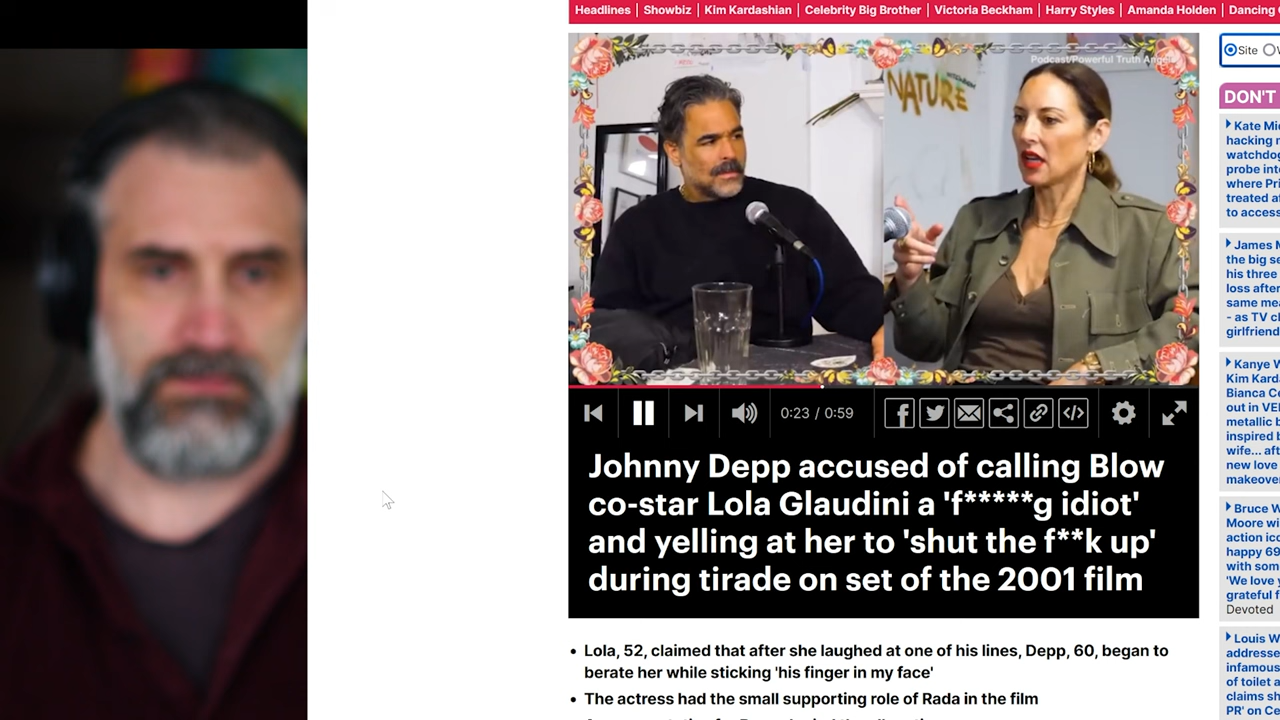 Headlines | Showbiz | Kim Kardashian | Celebrity Big Brother | Victoria Beckham | Harry Styles | Amanda Holden | Dancing
Podcast/Powerful Truth Angels
NATURE
Site
DON'T
Kate Mi
hacking
watchdog
probe int
where Pri
treated a
to access
James M
the big se
his three
loss after
same mea
- as TV c
girlfriend
Kanye W
Kim Karda
Bianca Ce
out in VE
metallic b
inspired b
wife... aft
new love
makeover
Bruce W
Moore wi
action ico
happy 69
with som
'We love y
grateful f
Devoted
Louis W
addresse
infamous
of toilet a
claims sh
PR' on Ce
0:23 / 0:59
Johnny Depp accused of calling Blow
co-star Lola Glaudini a 'f*****g idiot'
and yelling at her to 'shut the f**k up'
during tirade on set of the 2001 film
• Lola, 52, claimed that after she laughed at one of his lines, Depp, 60, began to
berate her while sticking 'his finger in my face'
• The actress had the small supporting role of Rada in the film